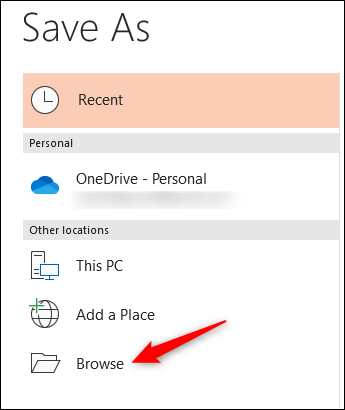 Save As
Recent
Personal
OneDrive - Personal
Other locations
This PC
Add a Place
Browse